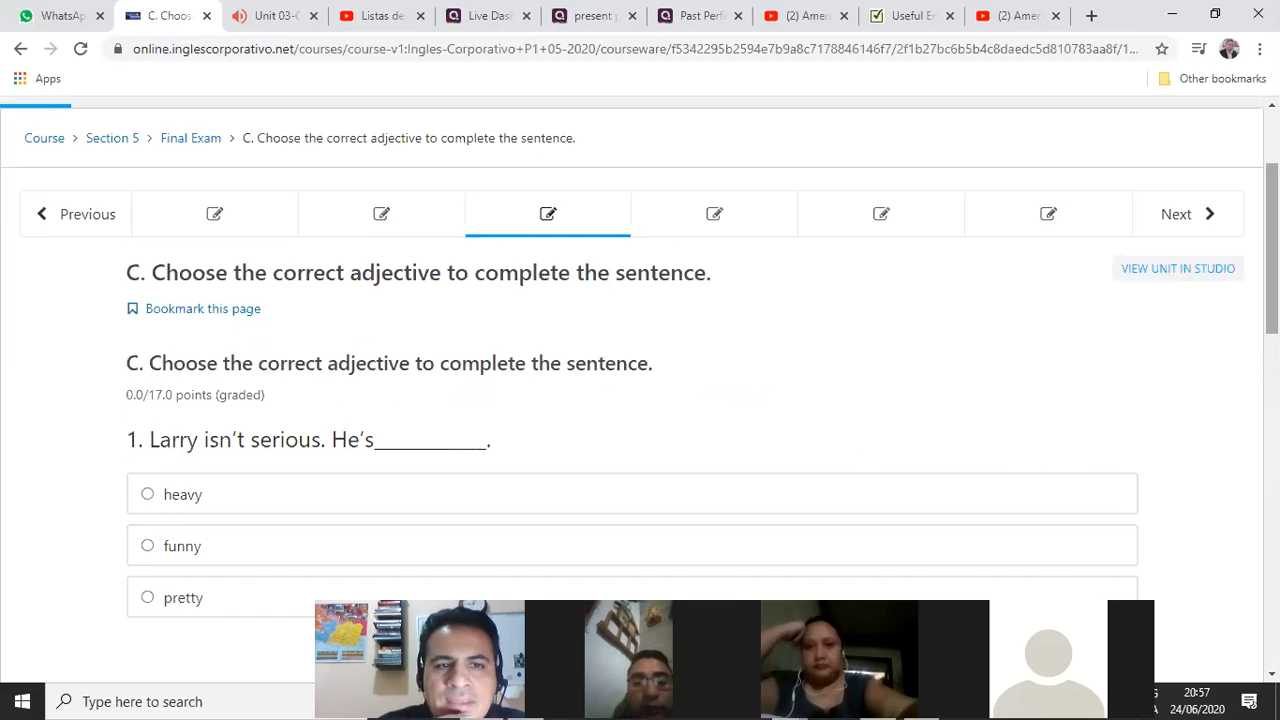 WhatsAp
C. Choos
Unit 03-
Listas de
Live Dash
present p
Past Perf
(2) Amer
Useful En
(2) Amer
online.inglescorporativo.net/courses/course-v1:Ingles-Corporativo+P1+05-2020/courseware/f5342295b2594e7b9a8c7178846146f7/2f1b27bc6b5b4c8daedc5d810783aa8f/1...
Apps
Other bookmarks
Course > Section 5 > Final Exam > C. Choose the correct adjective to complete the sentence.
Previous
Next
C. Choose the correct adjective to complete the sentence.
VIEW UNIT IN STUDIO
Bookmark this page
C. Choose the correct adjective to complete the sentence.
0.0/17.0 points (graded)
1. Larry isn't serious. He's___________.
heavy
funny
pretty
Type here to search
20:57
24/06/2020